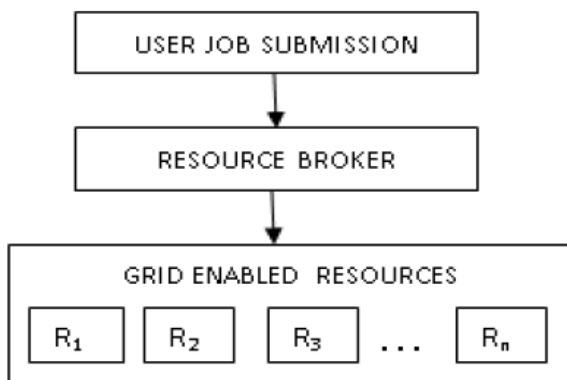 USER JOB SUBMISSION
RESOURCE BROKER
GRID ENABLED RESOURCES
R₁ R₂ R₃ ... Rₙ